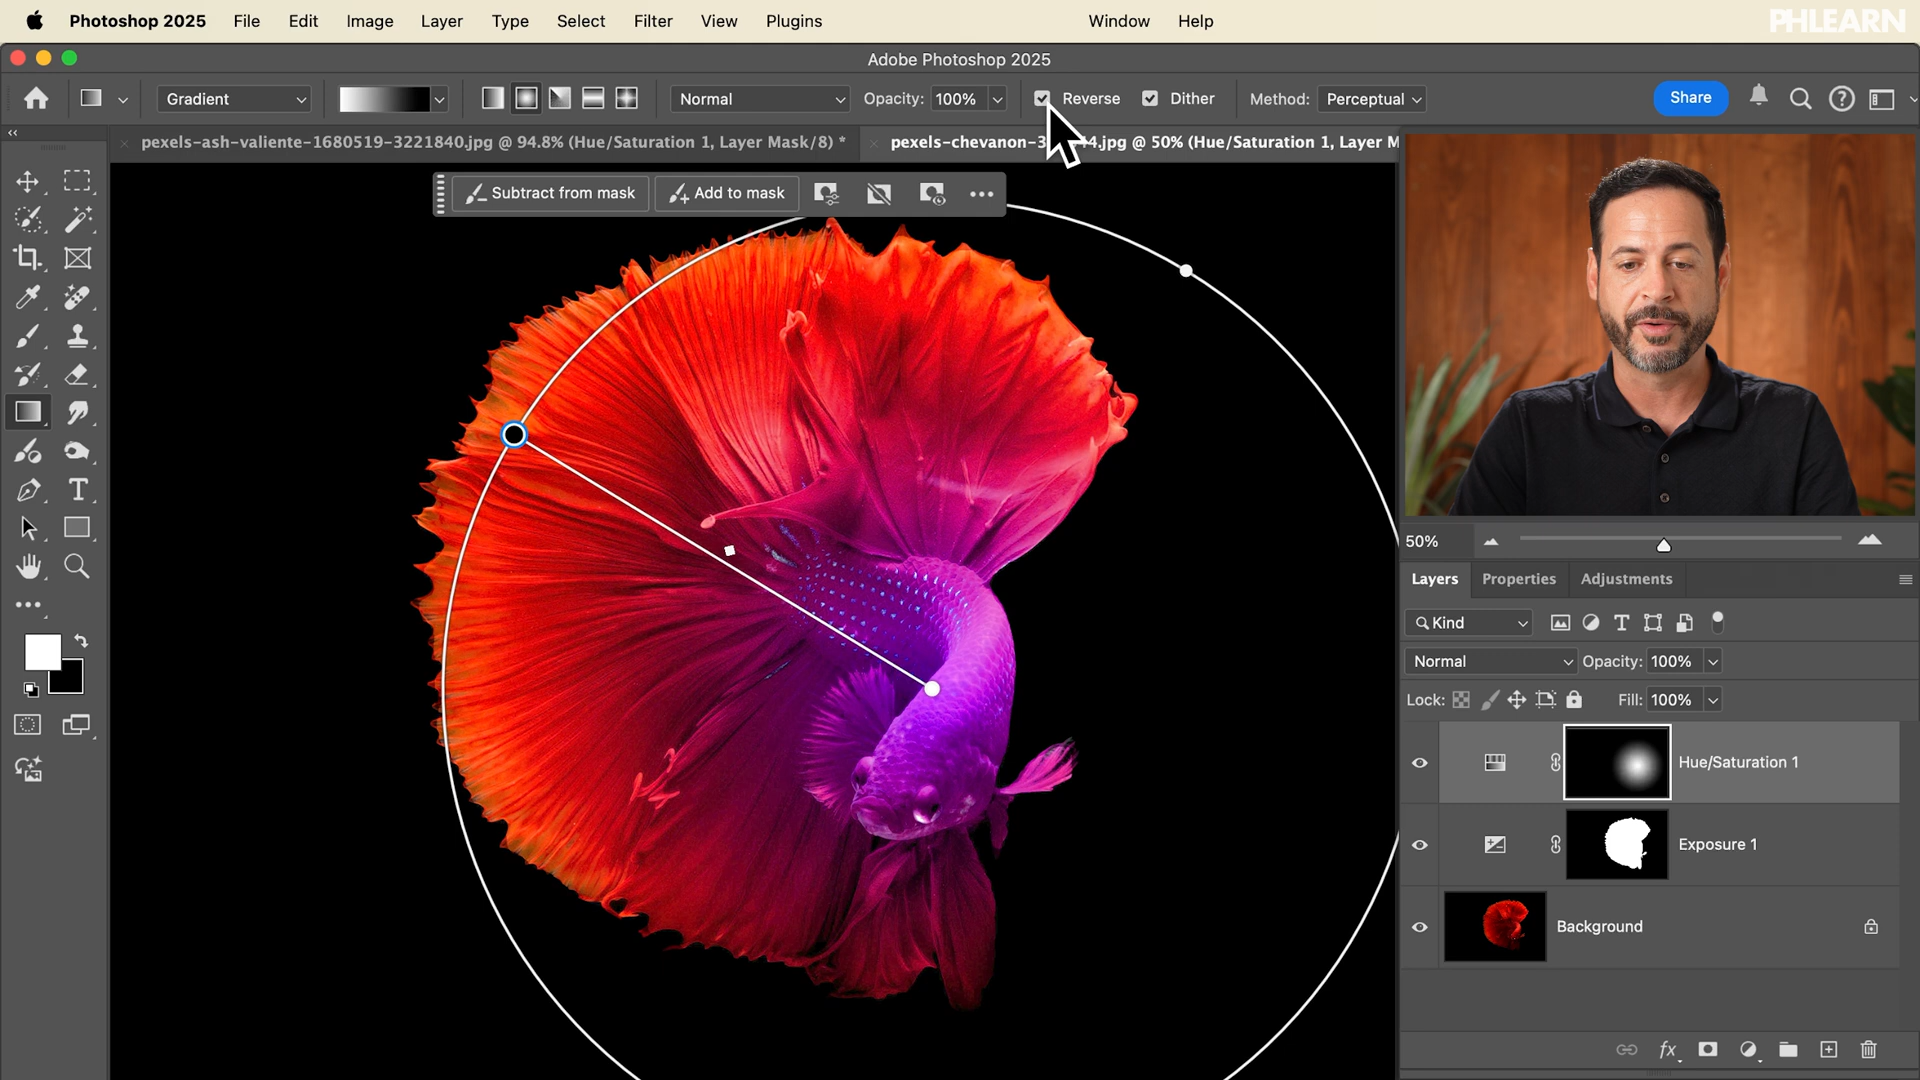 Photoshop 2025 File Edit Image Layer Type Select Filter View Plugins Window Help
PHLEARN
Adobe Photoshop 2025
Gradient Normal Opacity: 100% Reverse Dither Method: Perceptual Share
pexels-ash-valiente-1680519-3221840.jpg @ 94.8% (Hue/Saturation 1, Layer Mask/8) *
pexels-chevanon-3 4.jpg @ 50% (Hue/Saturation 1, Layer M
Subtract from mask Add to mask
50%
Layers Properties Adjustments
Kind
Normal Opacity: 100%
Lock: Fill: 100%
Hue/Saturation 1
Exposure 1
Background
fx